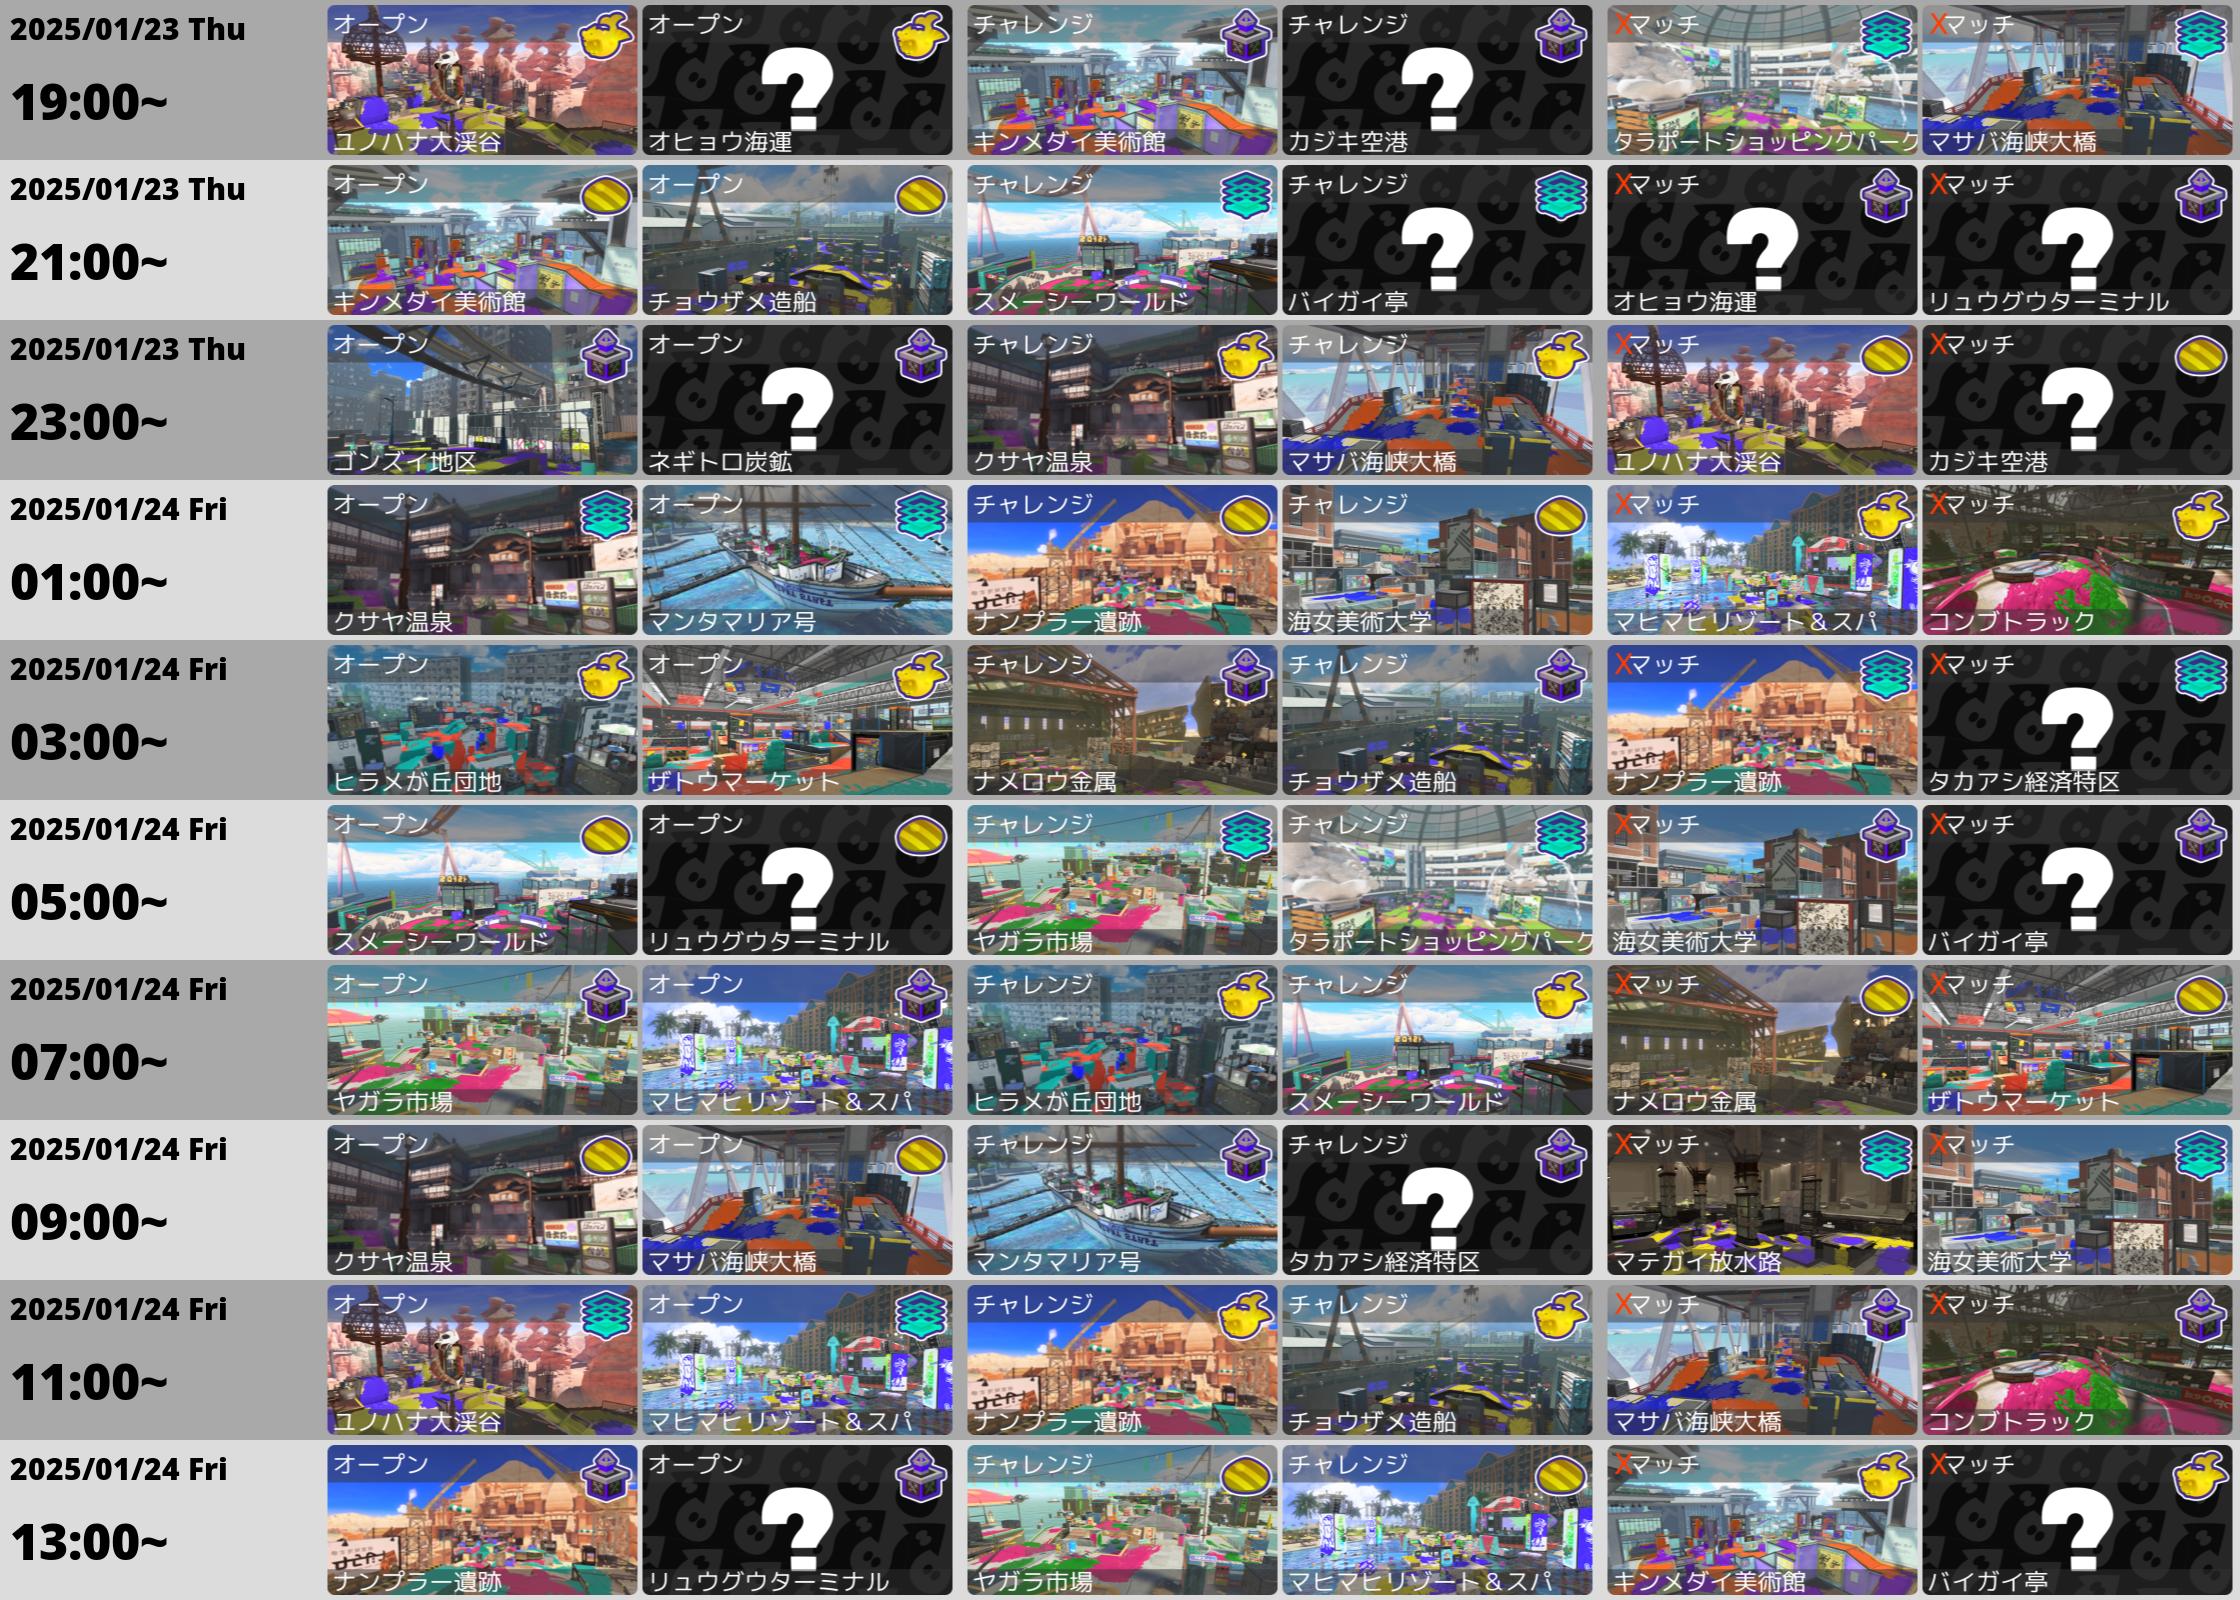 2025/01/23 Thu
19:00~
オープン
ユノハナ大渓谷
オープン
オヒョウ海運
チャレンジ
キンメダイ美術館
チャレンジ
カジキ空港
Xマッチ
タラポートショッピングパーク
Xマッチ
マサバ海峡大橋
2025/01/23 Thu
21:00~
オープン
キンメダイ美術館
オープン
チョウザメ造船
チャレンジ
スメーシーワールド
チャレンジ
バイガイ亭
Xマッチ
オヒョウ海運
Xマッチ
リュウグウターミナル
2025/01/23 Thu
23:00~
オープン
ゴンズイ地区
オープン
ネギトロ炭鉱
チャレンジ
クサヤ温泉
チャレンジ
マサバ海峡大橋
Xマッチ
ユノハナ大渓谷
Xマッチ
カジキ空港
2025/01/24 Fri
01:00~
オープン
クサヤ温泉
オープン
マンタマリア号
チャレンジ
ナンプラー遺跡
チャレンジ
海女美術大学
Xマッチ
マヒマヒリゾート&スパ
Xマッチ
コンブトラック
2025/01/24 Fri
03:00~
オープン
ヒラメが丘団地
オープン
ザトウマーケット
チャレンジ
ナメロウ金属
チャレンジ
チョウザメ造船
Xマッチ
ナンプラー遺跡
Xマッチ
タカアシ経済特区
2025/01/24 Fri
05:00~
オープン
スメーシーワールド
オープン
リュウグウターミナル
チャレンジ
ヤガラ市場
チャレンジ
タラポートショッピングパーク
Xマッチ
海女美術大学
Xマッチ
バイガイ亭
2025/01/24 Fri
07:00~
オープン
ヤガラ市場
オープン
マヒマヒリゾート&スパ
チャレンジ
ヒラメが丘団地
チャレンジ
スメーシーワールド
Xマッチ
ナメロウ金属
Xマッチ
ザトウマーケット
2025/01/24 Fri
09:00~
オープン
クサヤ温泉
オープン
マサバ海峡大橋
チャレンジ
マンタマリア号
チャレンジ
タカアシ経済特区
Xマッチ
マテガイ放水路
Xマッチ
海女美術大学
2025/01/24 Fri
11:00~
オープン
ユノハナ大渓谷
オープン
マヒマヒリゾート&スパ
チャレンジ
ナンプラー遺跡
チャレンジ
チョウザメ造船
Xマッチ
マサバ海峡大橋
Xマッチ
コンブトラック
2025/01/24 Fri
13:00~
オープン
ナンプラー遺跡
オープン
リュウグウターミナル
チャレンジ
ヤガラ市場
チャレンジ
マヒマヒリゾート&スパ
Xマッチ
キンメダイ美術館
Xマッチ
バイガイ亭